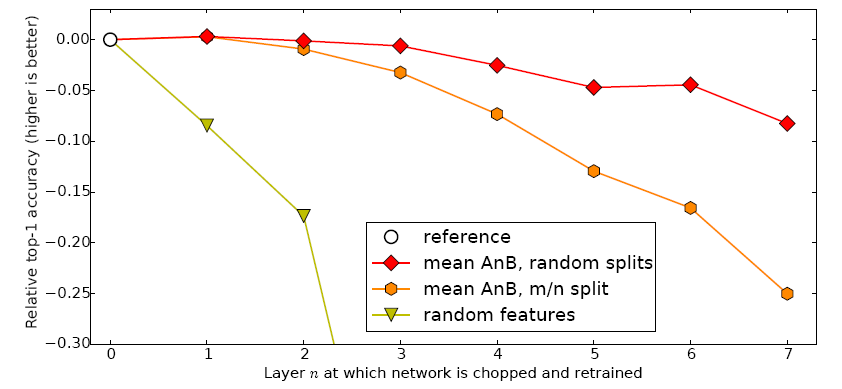 Relative top-1 accuracy (higher is better)
0.00
−0.05
−0.10
−0.15
−0.20
−0.25
−0.30
reference
mean AnB, random splits
mean AnB, m/n split
random features
0 1 2 3 4 5 6 7
Layer n at which network is chopped and retrained